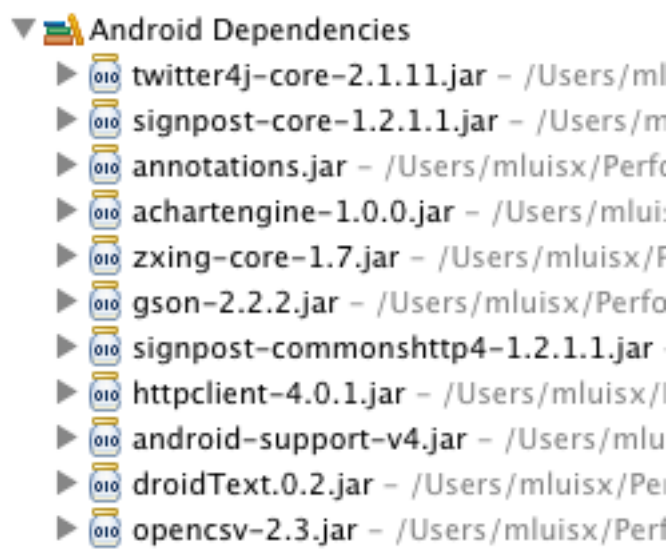 Android Dependencies
twitter4j-core-2.1.11.jar – /Users/ml
signpost-core-1.2.1.1.jar – /Users/m
annotations.jar – /Users/mluisx/Perfo
achartengine-1.0.0.jar – /Users/mluis
zxing-core-1.7.jar – /Users/mluisx/P
gson-2.2.2.jar – /Users/mluisx/Perfo
signpost-commonshttp4-1.2.1.1.jar –
httpclient-4.0.1.jar – /Users/mluisx/
android-support-v4.jar – /Users/mlu
droidText.0.2.jar – /Users/mluisx/Per
opencsv-2.3.jar – /Users/mluisx/Perf